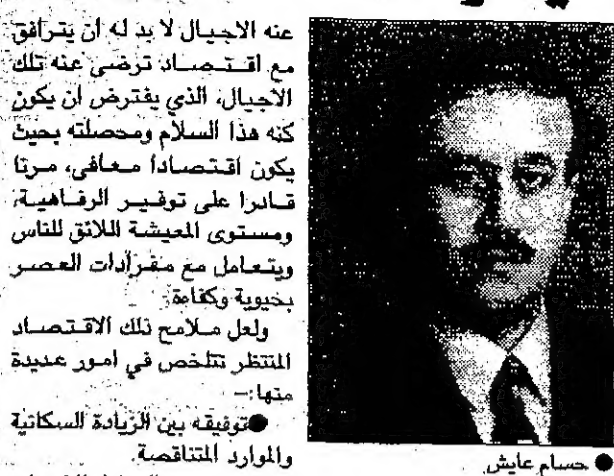 عنه الاجيال لا بد له ان يترافق
مع اقتصاد ترضى عنه تلك
الاجيال، الذي يفترض ان يكون
كنه هذا السلام ومحصلته بحيث
يكون اقتصادا معافى، مرنا
قادرا على توفير الرفاهية،
ومستوى المعيشة اللائق للناس
ويتعامل مع مفرادات العصر
بحيوية وكفاءة.
ولعل ملامح ذلك الاقتصاد
المنتظر تتلخص في امور عديدة
منها:–
●توفيقه بين الزيادة السكانية
والموارد المتناقصة.
● حسام عايش